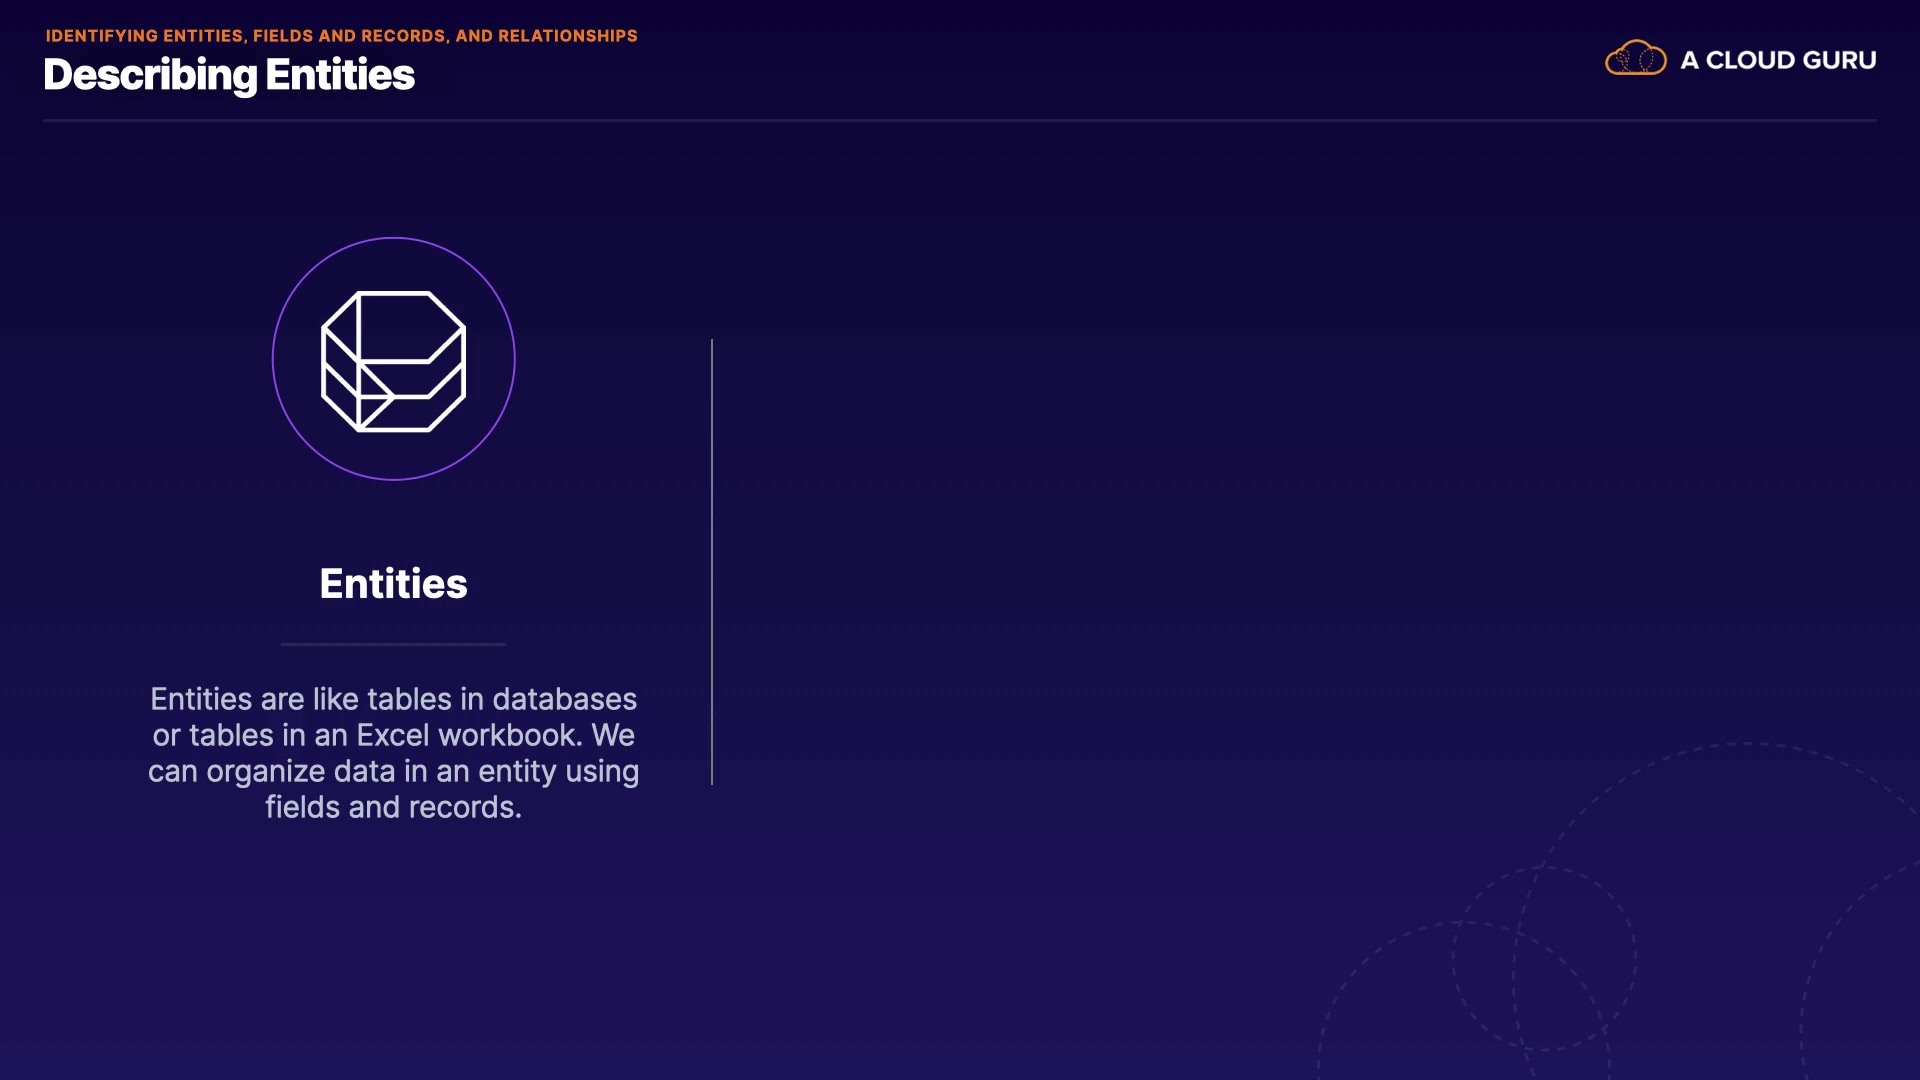 IDENTIFYING ENTITIES, FIELDS AND RECORDS, AND RELATIONSHIPS
Describing Entities
A CLOUD GURU
Entities
Entities are like tables in databases
or tables in an Excel workbook. We
can organize data in an entity using
fields and records.